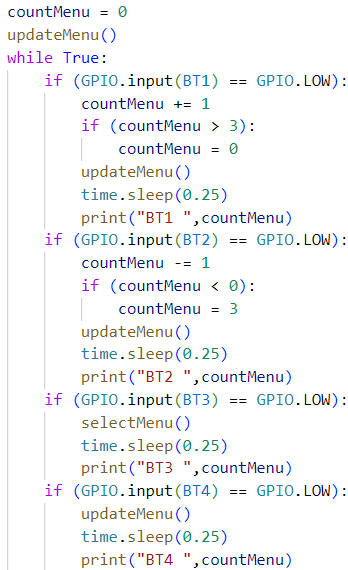 countMenu = 0
updateMenu()
while True:
    if (GPIO.input(BT1) == GPIO.LOW):
        countMenu += 1
        if (countMenu > 3):
            countMenu = 0
        updateMenu()
        time.sleep(0.25)
        print("BT1 ",countMenu)
    if (GPIO.input(BT2) == GPIO.LOW):
        countMenu -= 1
        if (countMenu < 0):
            countMenu = 3
        updateMenu()
        time.sleep(0.25)
        print("BT2 ",countMenu)
    if (GPIO.input(BT3) == GPIO.LOW):
        selectMenu()
        time.sleep(0.25)
        print("BT3 ",countMenu)
    if (GPIO.input(BT4) == GPIO.LOW):
        updateMenu()
        time.sleep(0.25)
        print("BT4 ",countMenu)